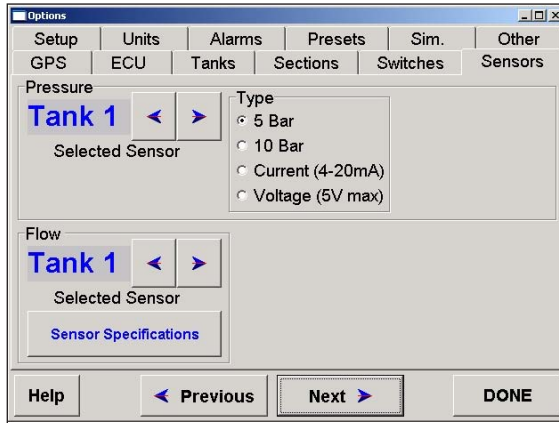 Options
Setup Units Alarms Presets Sim. Other
GPS ECU Tanks Sections Switches Sensors
Pressure
Tank 1
Selected Sensor
Type
5 Bar
10 Bar
Current (4-20mA)
Voltage (5V max)
Flow
Tank 1
Selected Sensor
Sensor Specifications
Help Previous Next DONE